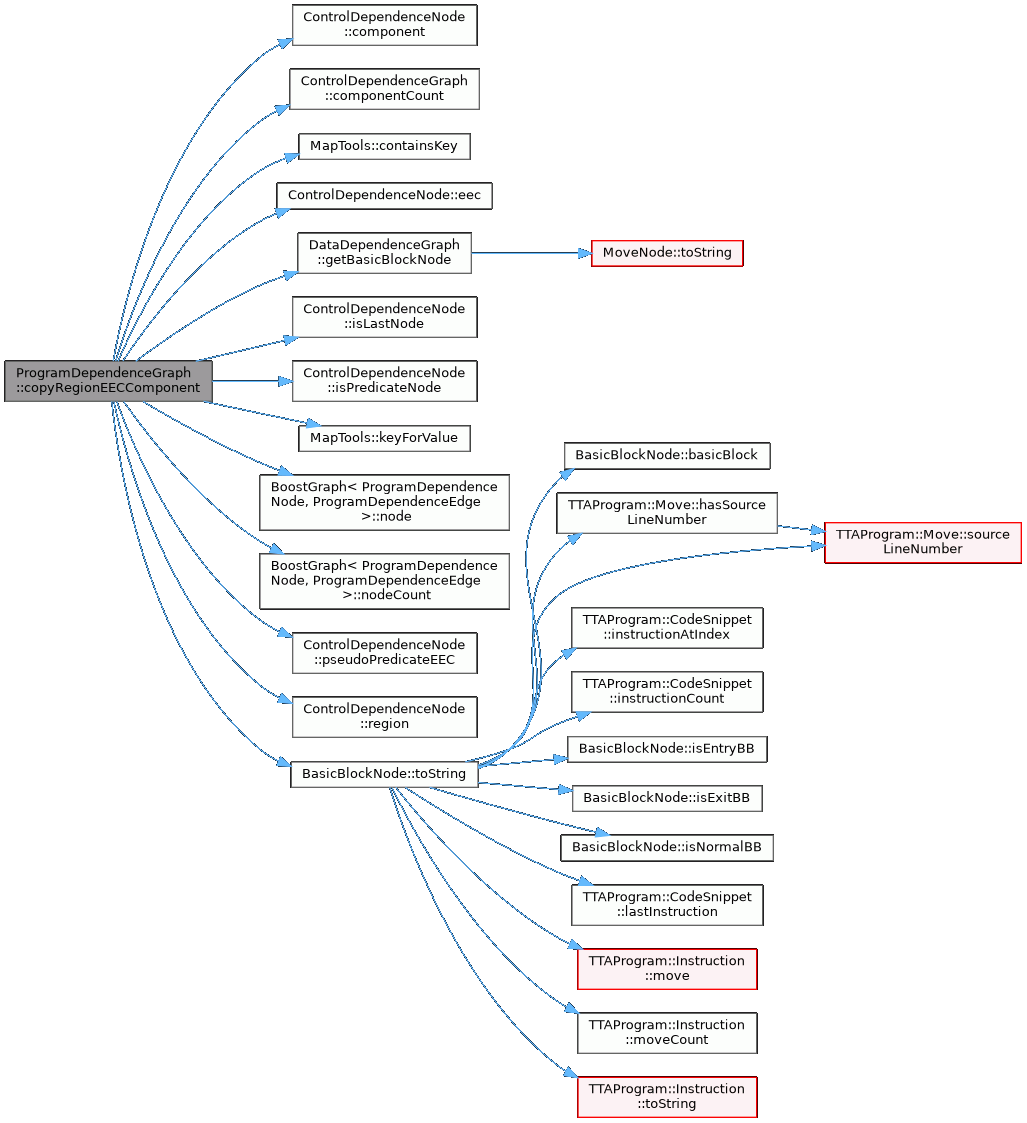 ControlDependenceNode
::component
ControlDependenceGraph
::componentCount
MapTools::containsKey
ControlDependenceNode::eec
DataDependenceGraph
::getBasicBlockNode
MoveNode::toString
ControlDependenceNode
::isLastNode
ProgramDependenceGraph
::copyRegionEECComponent
ControlDependenceNode
::isPredicateNode
MapTools::keyForValue
BasicBlockNode::basicBlock
BoostGraph< ProgramDependence
Node, ProgramDependenceEdge
>::node
TTAProgram::Move::hasSource
LineNumber
TTAProgram::Move::source
LineNumber
BoostGraph< ProgramDependence
Node, ProgramDependenceEdge
>::nodeCount
TTAProgram::CodeSnippet
::instructionAtIndex
ControlDependenceNode
::pseudoPredicateEEC
TTAProgram::CodeSnippet
::instructionCount
ControlDependenceNode
::region
BasicBlockNode::isEntryBB
BasicBlockNode::toString
BasicBlockNode::isExitBB
BasicBlockNode::isNormalBB
TTAProgram::CodeSnippet
::lastInstruction
TTAProgram::Instruction
::move
TTAProgram::Instruction
::moveCount
TTAProgram::Instruction
::toString